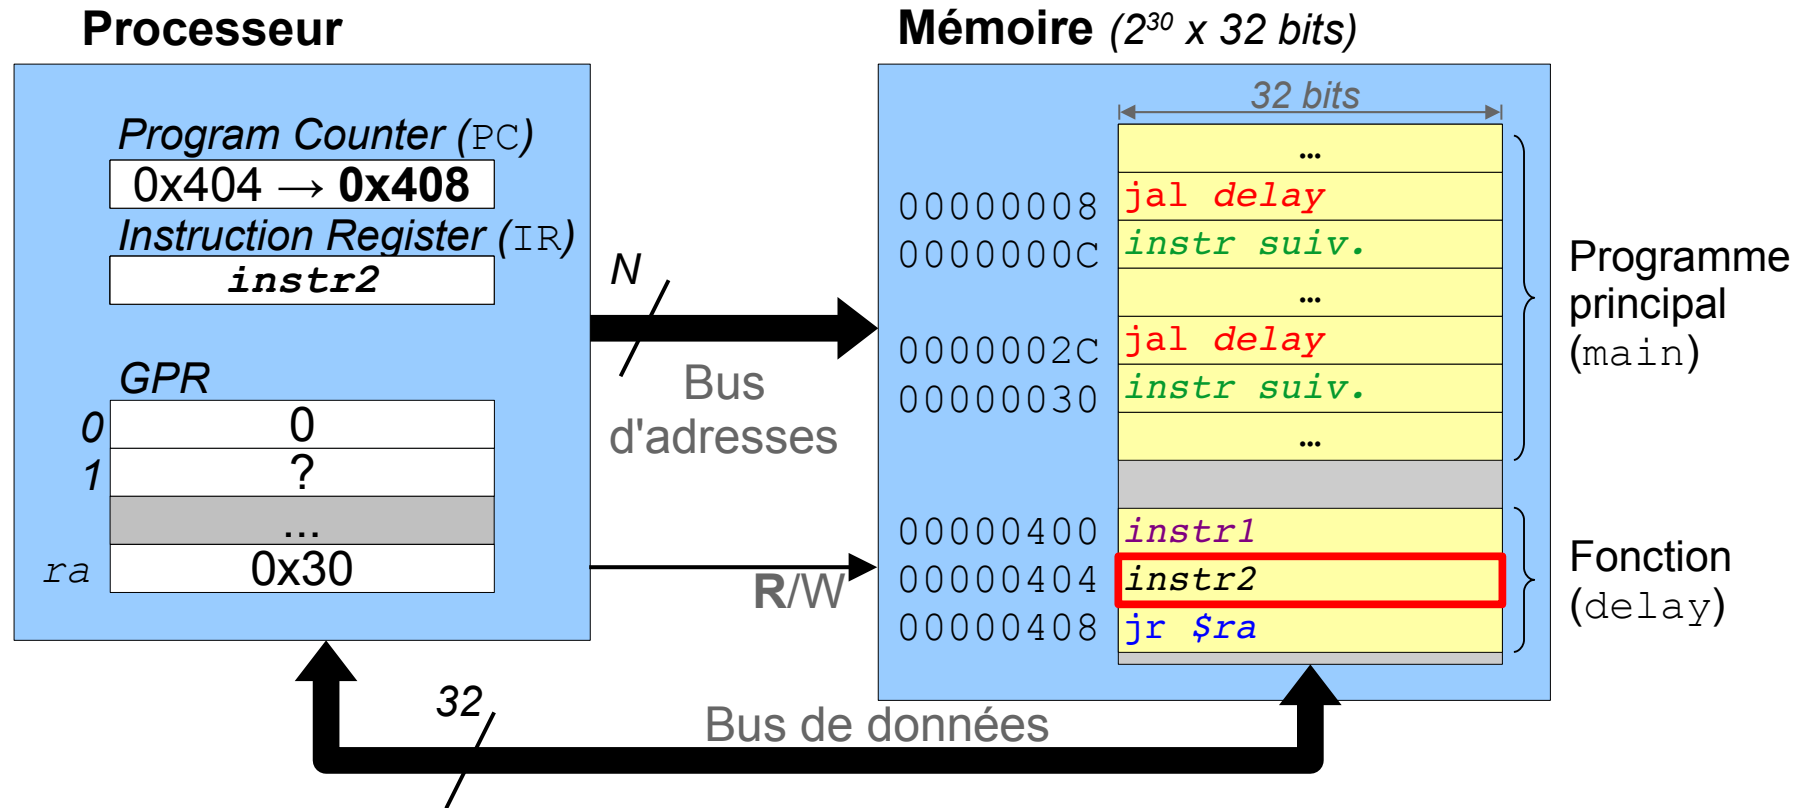 Processeur
Mémoire (2³⁰ x 32 bits)
32 bits
Program Counter (PC)
0x404 → 0x408
Instruction Register (IR)
instr2
GPR
0 0
1 ?
...
ra 0x30
N
Bus
d'adresses
R/W
32
Bus de données
…
00000008 jal delay
0000000C instr suiv.
…
0000002C jal delay
00000030 instr suiv.
…
00000400 instr1
00000404 instr2
00000408 jr $ra
Programme
principal
(main)
Fonction
(delay)